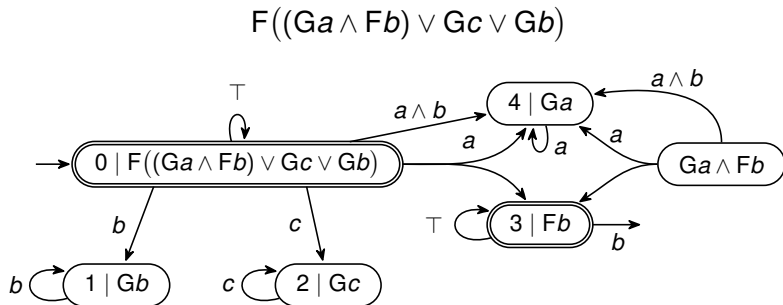 F((Ga ∧ Fb) ∨ Gc ∨ Gb)
⊤
a ∧ b
4 | Ga
a ∧ b
a
a
a
0 | F((Ga ∧ Fb) ∨ Gc ∨ Gb)
Ga ∧ Fb
b
c
⊤
3 | Fb
b
b
1 | Gb
c
2 | Gc